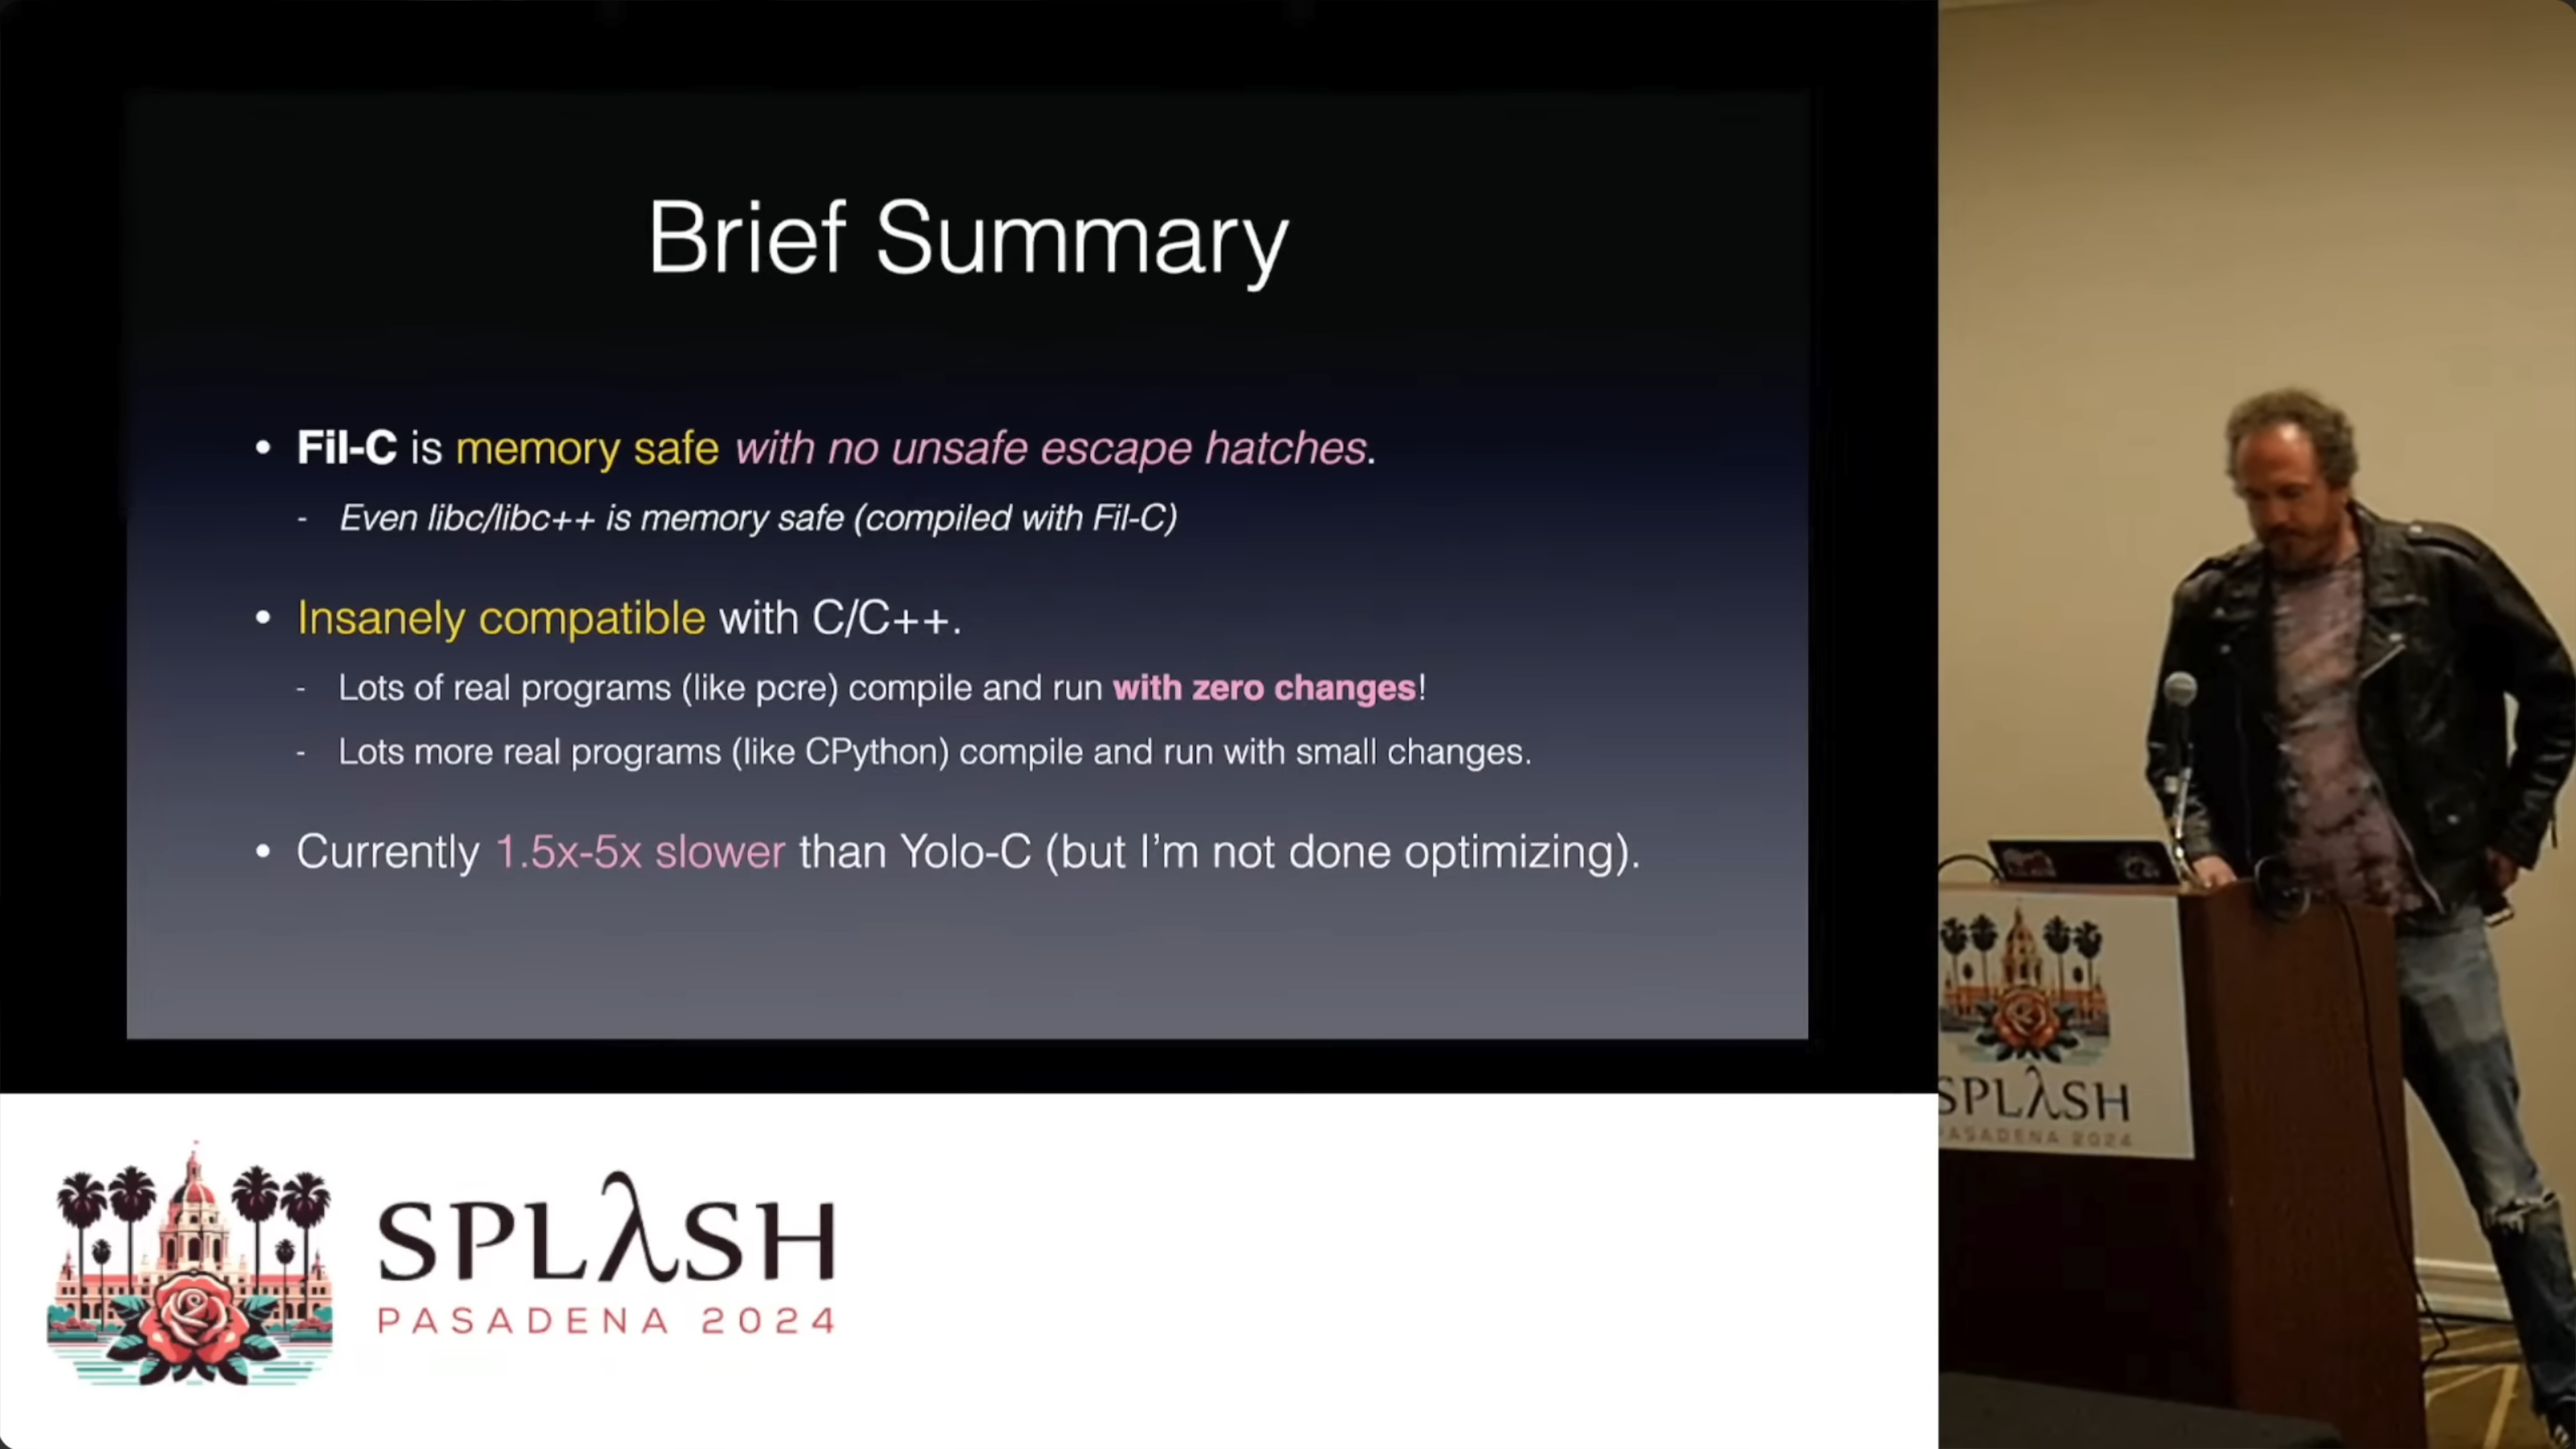 Brief Summary
• Fil-C is memory safe with no unsafe escape hatches.
- Even libc/libc++ is memory safe (compiled with Fil-C)
• Insanely compatible with C/C++.
- Lots of real programs (like pcre) compile and run with zero changes!
- Lots more real programs (like CPython) compile and run with small changes.
• Currently 1.5x-5x slower than Yolo-C (but I'm not done optimizing).
SPLλSH
PASADENA 2024
SPLλSH
PASADENA 2024